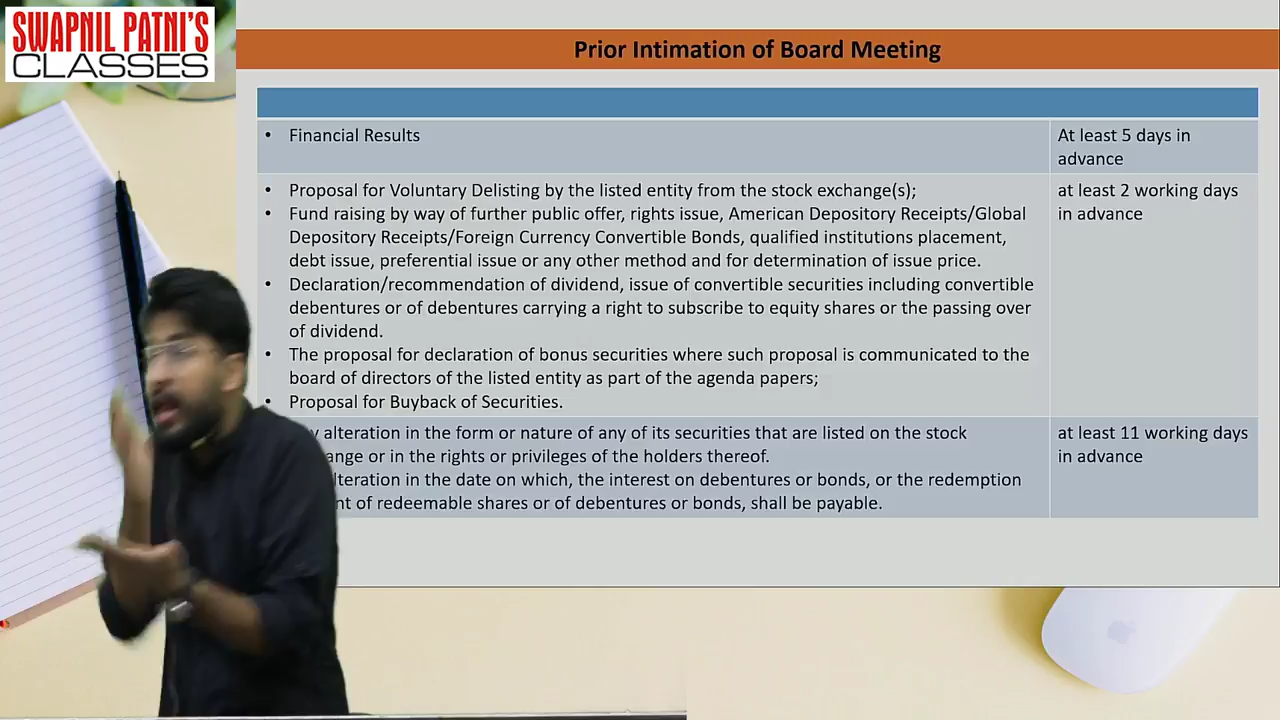 SWAPNIL PATNI'S
CLASSES
Prior Intimation of Board Meeting
• Financial Results
At least 5 days in
advance
• Proposal for Voluntary Delisting by the listed entity from the stock exchange(s);
• Fund raising by way of further public offer, rights issue, American Depository Receipts/Global
Depository Receipts/Foreign Currency Convertible Bonds, qualified institutions placement,
debt issue, preferential issue or any other method and for determination of issue price.
• Declaration/recommendation of dividend, issue of convertible securities including convertible
debentures or of debentures carrying a right to subscribe to equity shares or the passing over
of dividend.
• The proposal for declaration of bonus securities where such proposal is communicated to the
board of directors of the listed entity as part of the agenda papers;
• Proposal for Buyback of Securities.
at least 2 working days
in advance
alteration in the form or nature of any of its securities that are listed on the stock
or in the rights or privileges of the holders thereof.
in the date on which, the interest on debentures or bonds, or the redemption
of redeemable shares or of debentures or bonds, shall be payable.
at least 11 working days
in advance